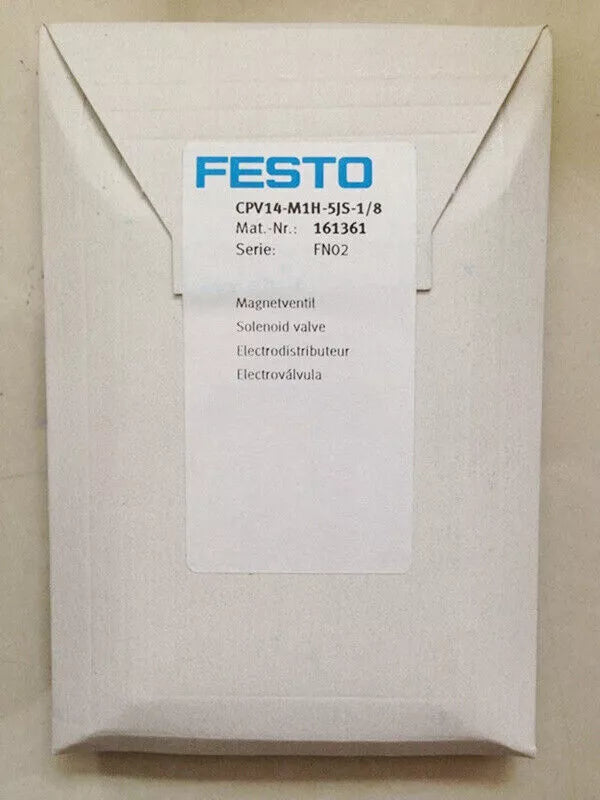 FESTO
CPV14-M1H-5JS-1/8
Mat.-Nr.: 161361
Serie: FN02
Magnetventil
Solenoid valve
Electrodistributeur
Electroválvula